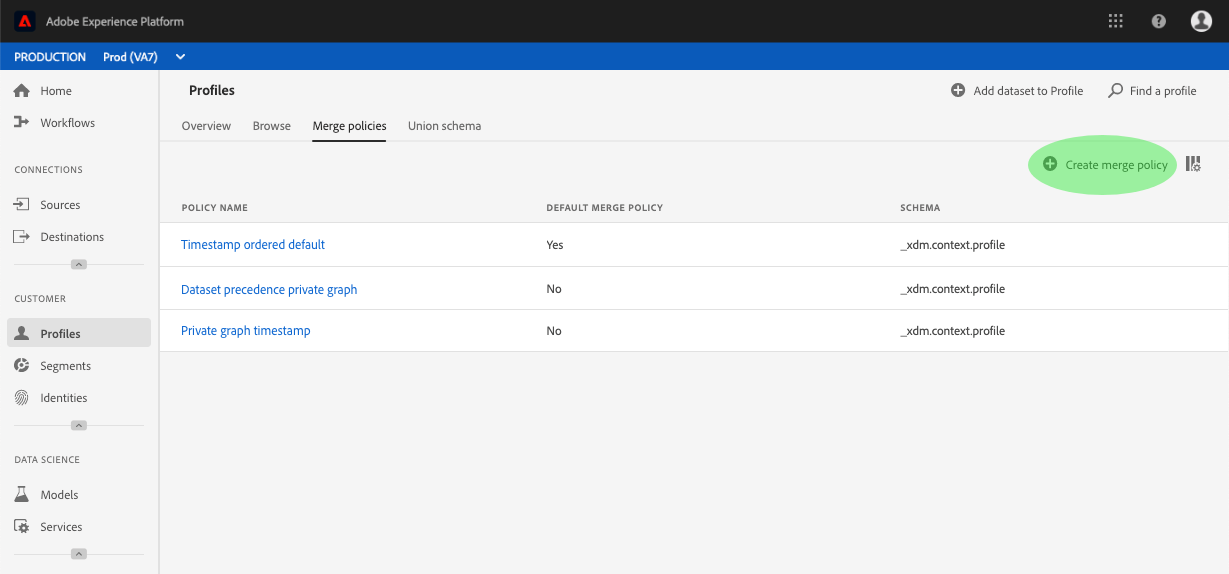 Adobe Experience Platform
PRODUCTION Prod (VA7)
Home
Workflows
CONNECTIONS
Sources
Destinations
CUSTOMER
Profiles
Segments
Identities
DATA SCIENCE
Models
Services
Profiles
Add dataset to Profile Find a profile
Overview Browse Merge policies Union schema
Create merge policy
POLICY NAME DEFAULT MERGE POLICY SCHEMA
Timestamp ordered default Yes _xdm.context.profile
Dataset precedence private graph No _xdm.context.profile
Private graph timestamp No _xdm.context.profile